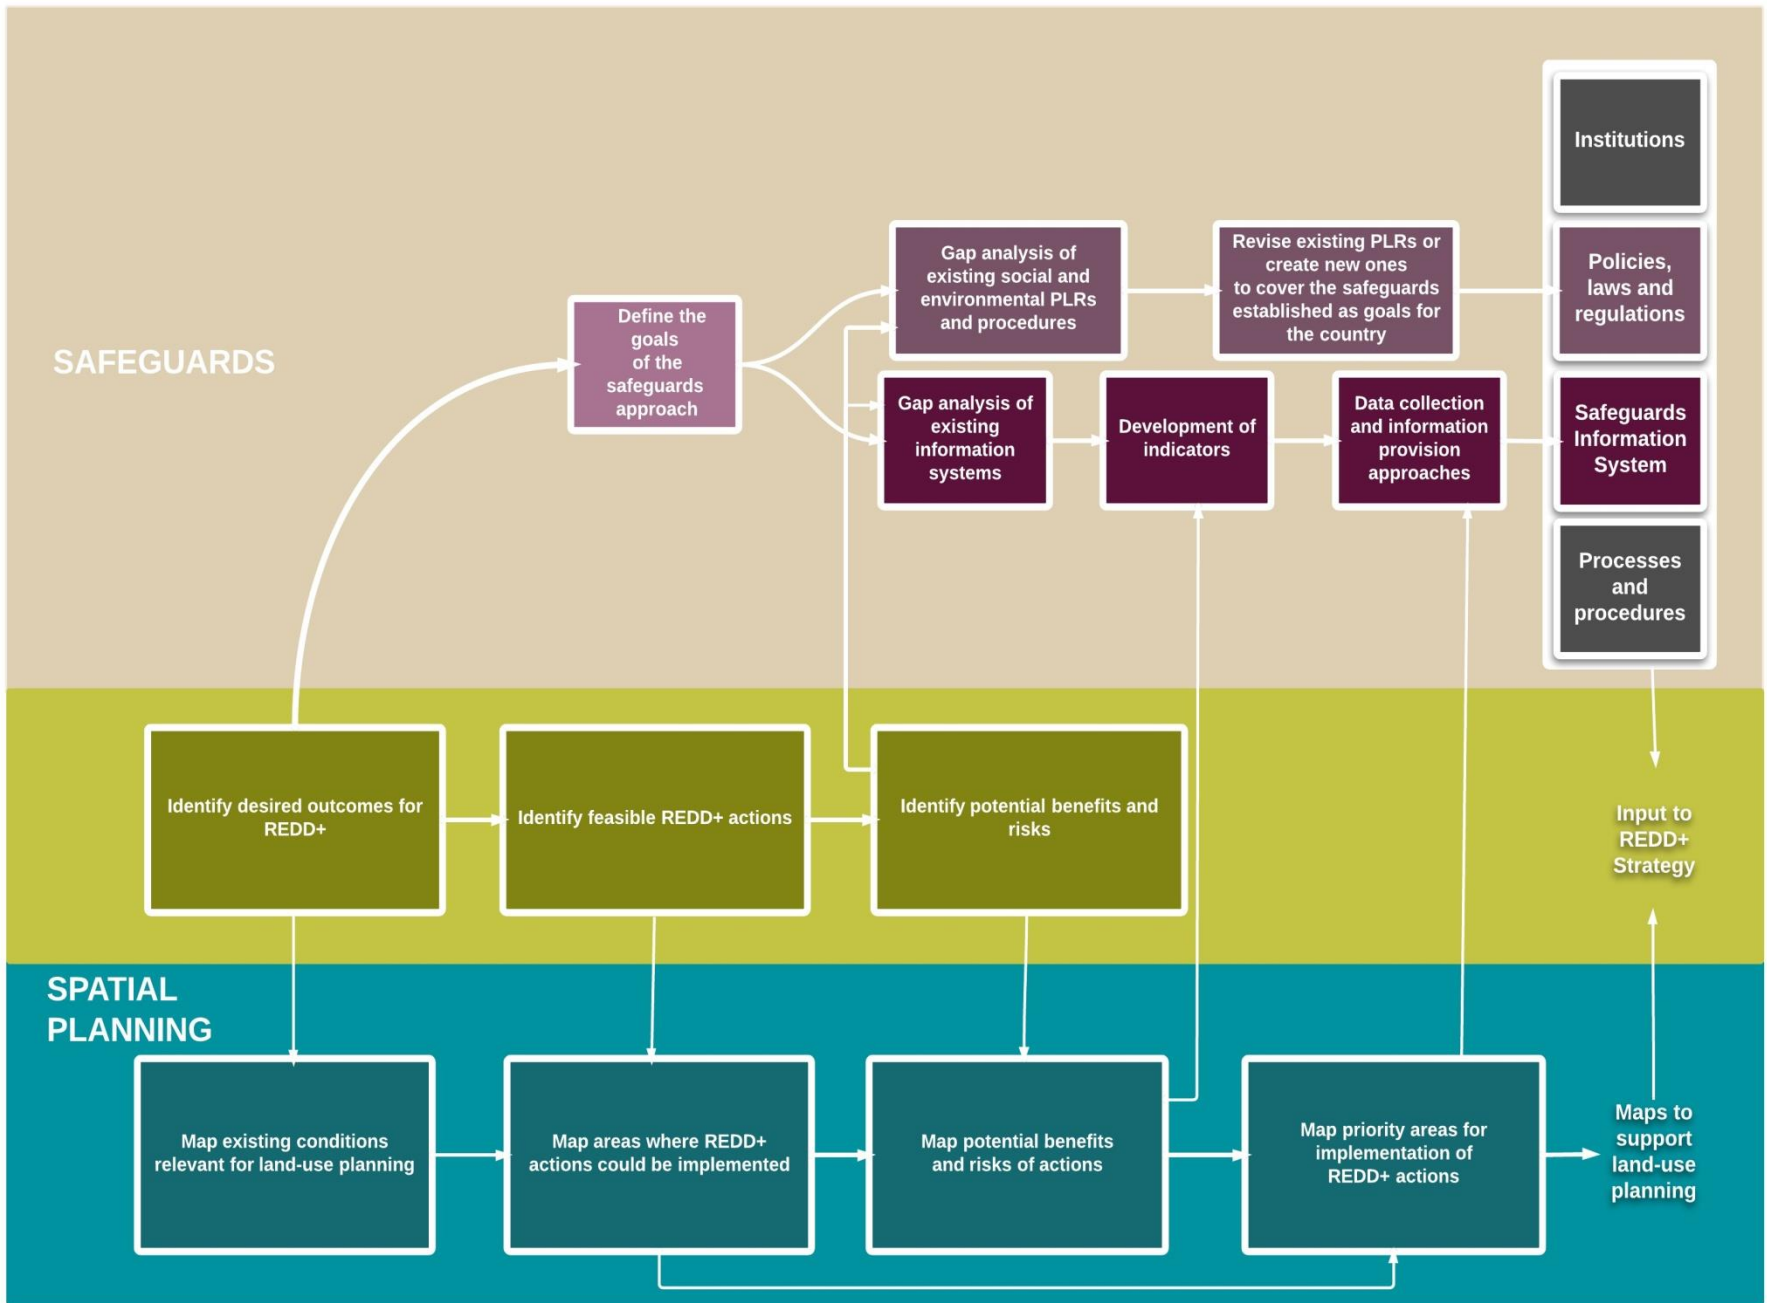 Institutions
Gap analysis of
existing social and
environmental PLRs
and procedures
Revise existing PLRs or
create new ones
to cover the safeguards
established as goals for
the country
Policies,
laws and
regulations
SAFEGUARDS
Define the
goals
of the
safeguards
approach
Gap analysis of
existing
information
systems
Development of
indicators
Data collection
and information
provision
approaches
Safeguards
Information
System
Processes
and
procedures
Identify desired outcomes for
REDD+
Identify feasible REDD+ actions
Identify potential benefits and
risks
Input to
REDD+
Strategy
SPATIAL
PLANNING
Map existing conditions
relevant for land-use planning
Map areas where REDD+
actions could be implemented
Map potential benefits
and risks of actions
Map priority areas for
implementation of
REDD+ actions
Maps to
support
land-use
planning